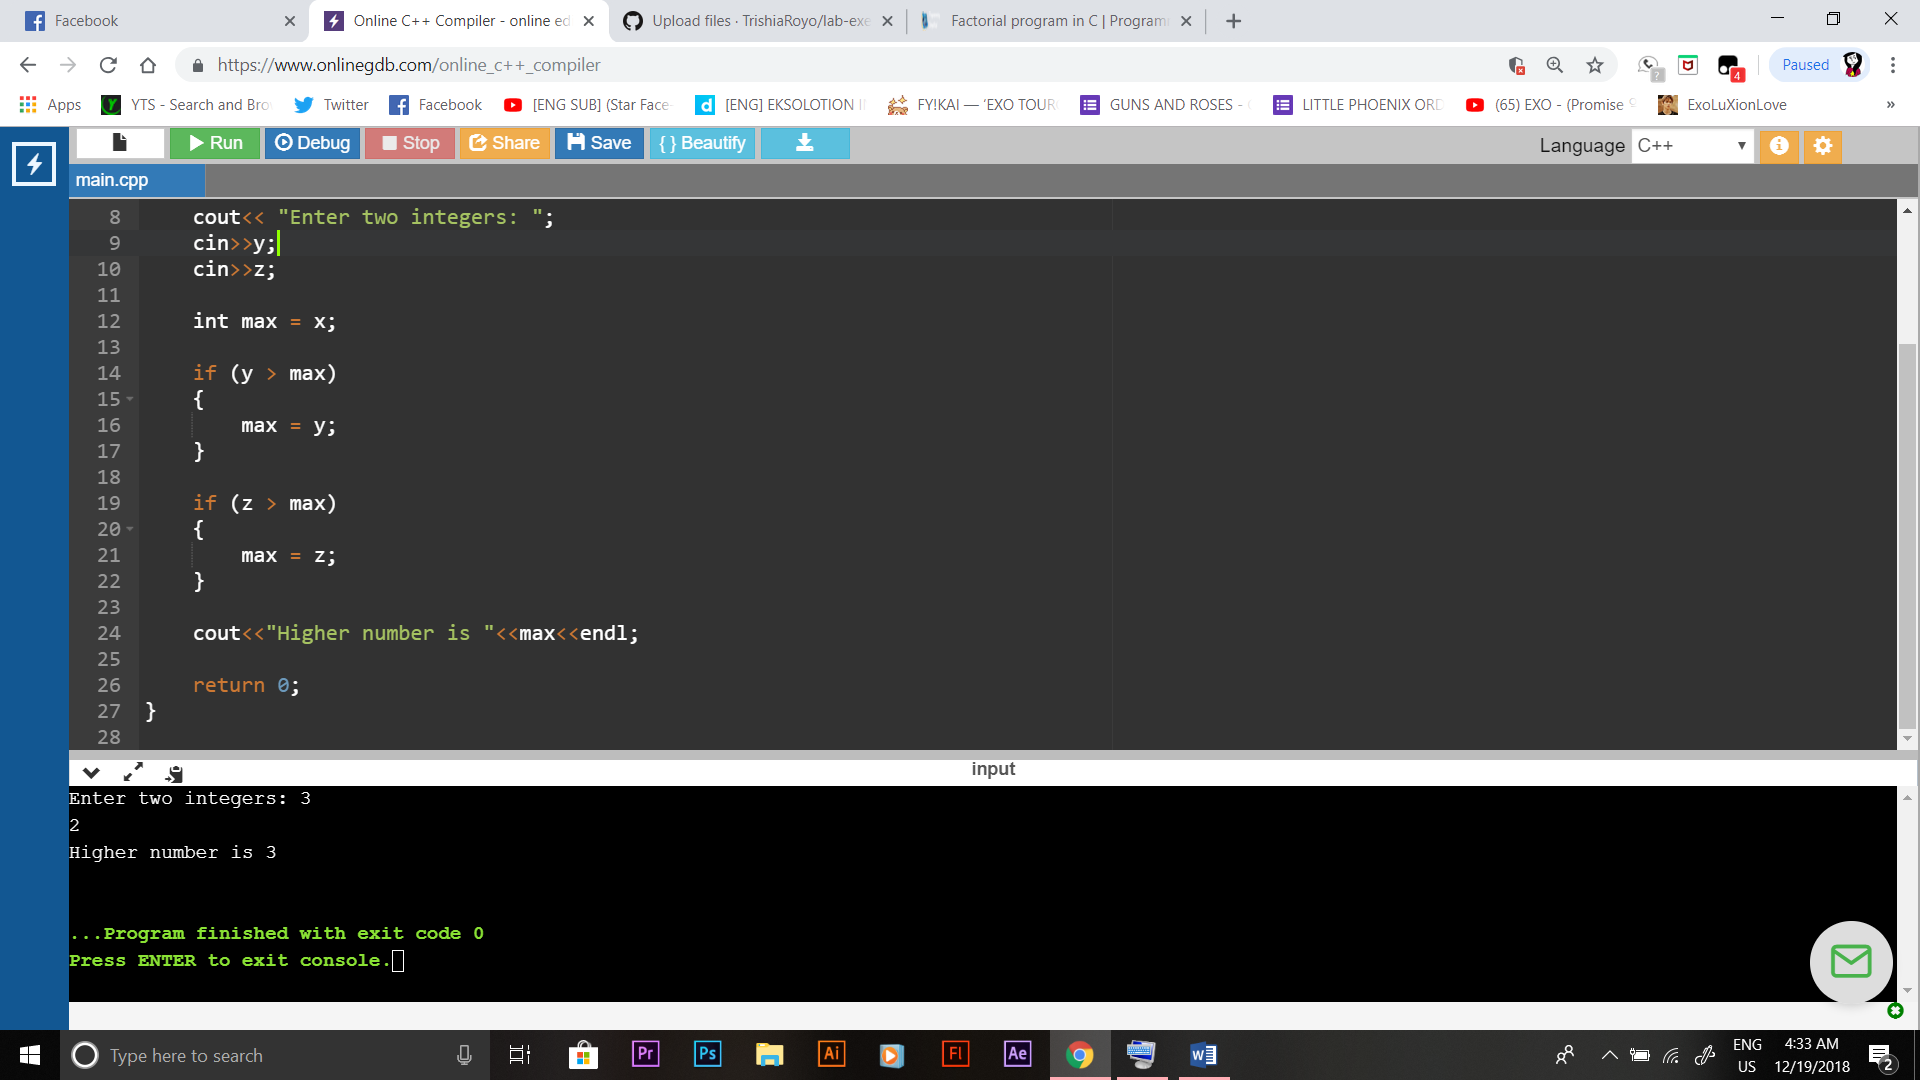 Facebook
Online C++ Compiler - online ed
Upload files · TrishiaRoyo/lab-exe
Factorial program in C | Program
https://www.onlinegdb.com/online_c++_compiler
?
4
Paused
Apps
YTS - Search and Bro
Twitter
Facebook
[ENG SUB] (Star Face
[ENG] EKSOLOTION I
FY!KAI — 'EXO TOUR
GUNS AND ROSES -
LITTLE PHOENIX ORD
(65) EXO - (Promise
ExoLuXionLove
»
Run
Debug
Stop
Share
Save
{ } Beautify
Language
C++
main.cpp
8 cout<< "Enter two integers: ";
9 cin>>y;
10 cin>>z;
11
12 int max = x;
13
14 if (y > max)
15 {
16 max = y;
17 }
18
19 if (z > max)
20 {
21 max = z;
22 }
23
24 cout<<"Higher number is "<<max<<endl;
25
26 return 0;
27 }
28
input
Enter two integers: 3
2
Higher number is 3
...Program finished with exit code 0
Press ENTER to exit console.
Type here to search
Pr
Ps
Ai
Fl
Ae
ENG
US
4:33 AM
12/19/2018
2